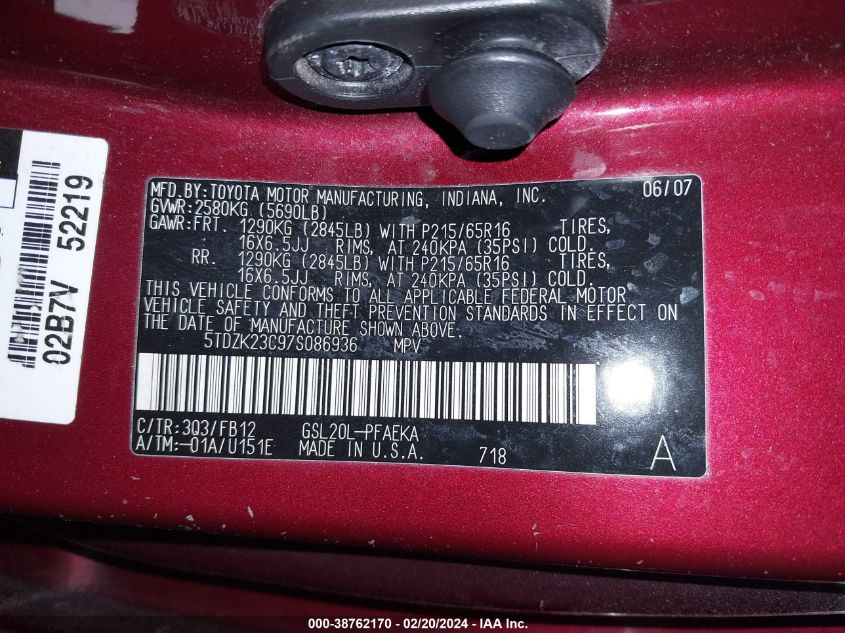 MFD.BY:TOYOTA MOTOR MANUFACTURING, INDIANA, INC. 06/07
GVWR:2580KG (5690LB)
GAWR:FRT. 1290KG (2845LB) WITH P215/65R16 TIRES,
16X6.5JJ RIMS, AT 240KPA (35PSI) COLD.
RR. 1290KG (2845LB) WITH P215/65R16 TIRES,
16X6.5JJ RIMS, AT 240KPA (35PSI) COLD.
THIS VEHICLE CONFORMS TO ALL APPLICABLE FEDERAL MOTOR
VEHICLE SAFETY AND THEFT PREVENTION STANDARDS IN EFFECT ON
THE DATE OF MANUFACTURE SHOWN ABOVE.
5TDZK23C97S086936 MPV
C/TR:3Q3/FB12 GSL20L-PFAEKA
A/TM:-01A/U151E MADE IN U.S.A. 718 A
02B7V 52219
000-38762170 - 02/20/2024 - IAA Inc.